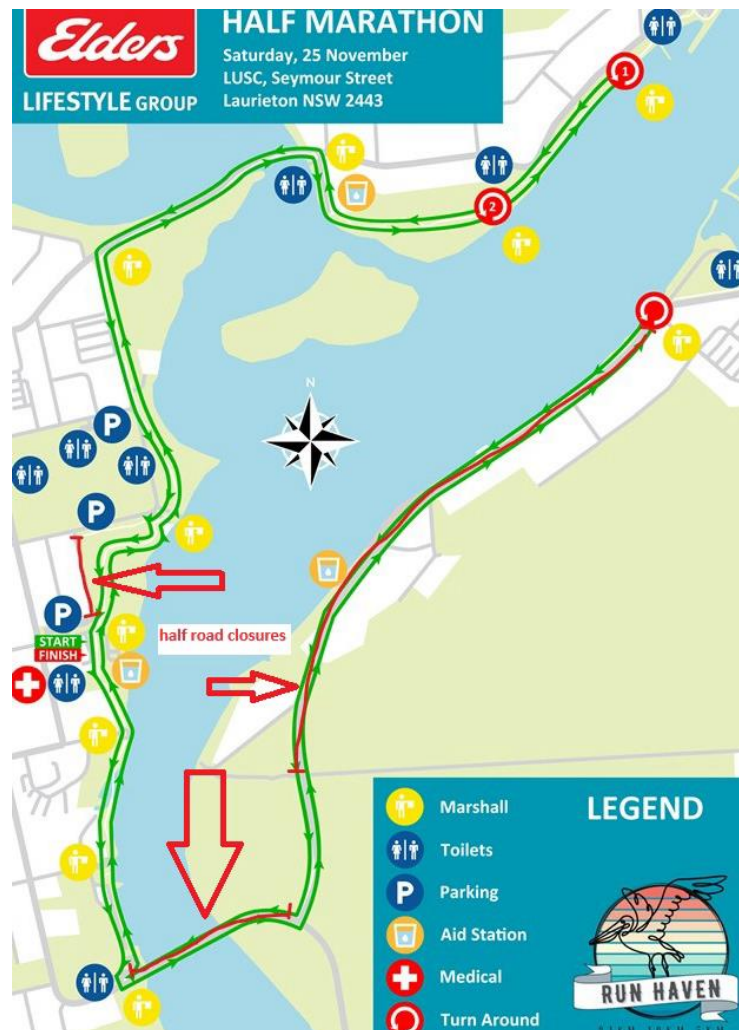 Elders
LIFESTYLE GROUP
HALF MARATHON
Saturday, 25 November
LUSC, Seymour Street
Laurieton NSW 2443
1
2
N
P
P
P
START
FINISH
half road closures
LEGEND
Marshall
Toilets
P Parking
Aid Station
Medical
Turn Around
RUN HAVEN